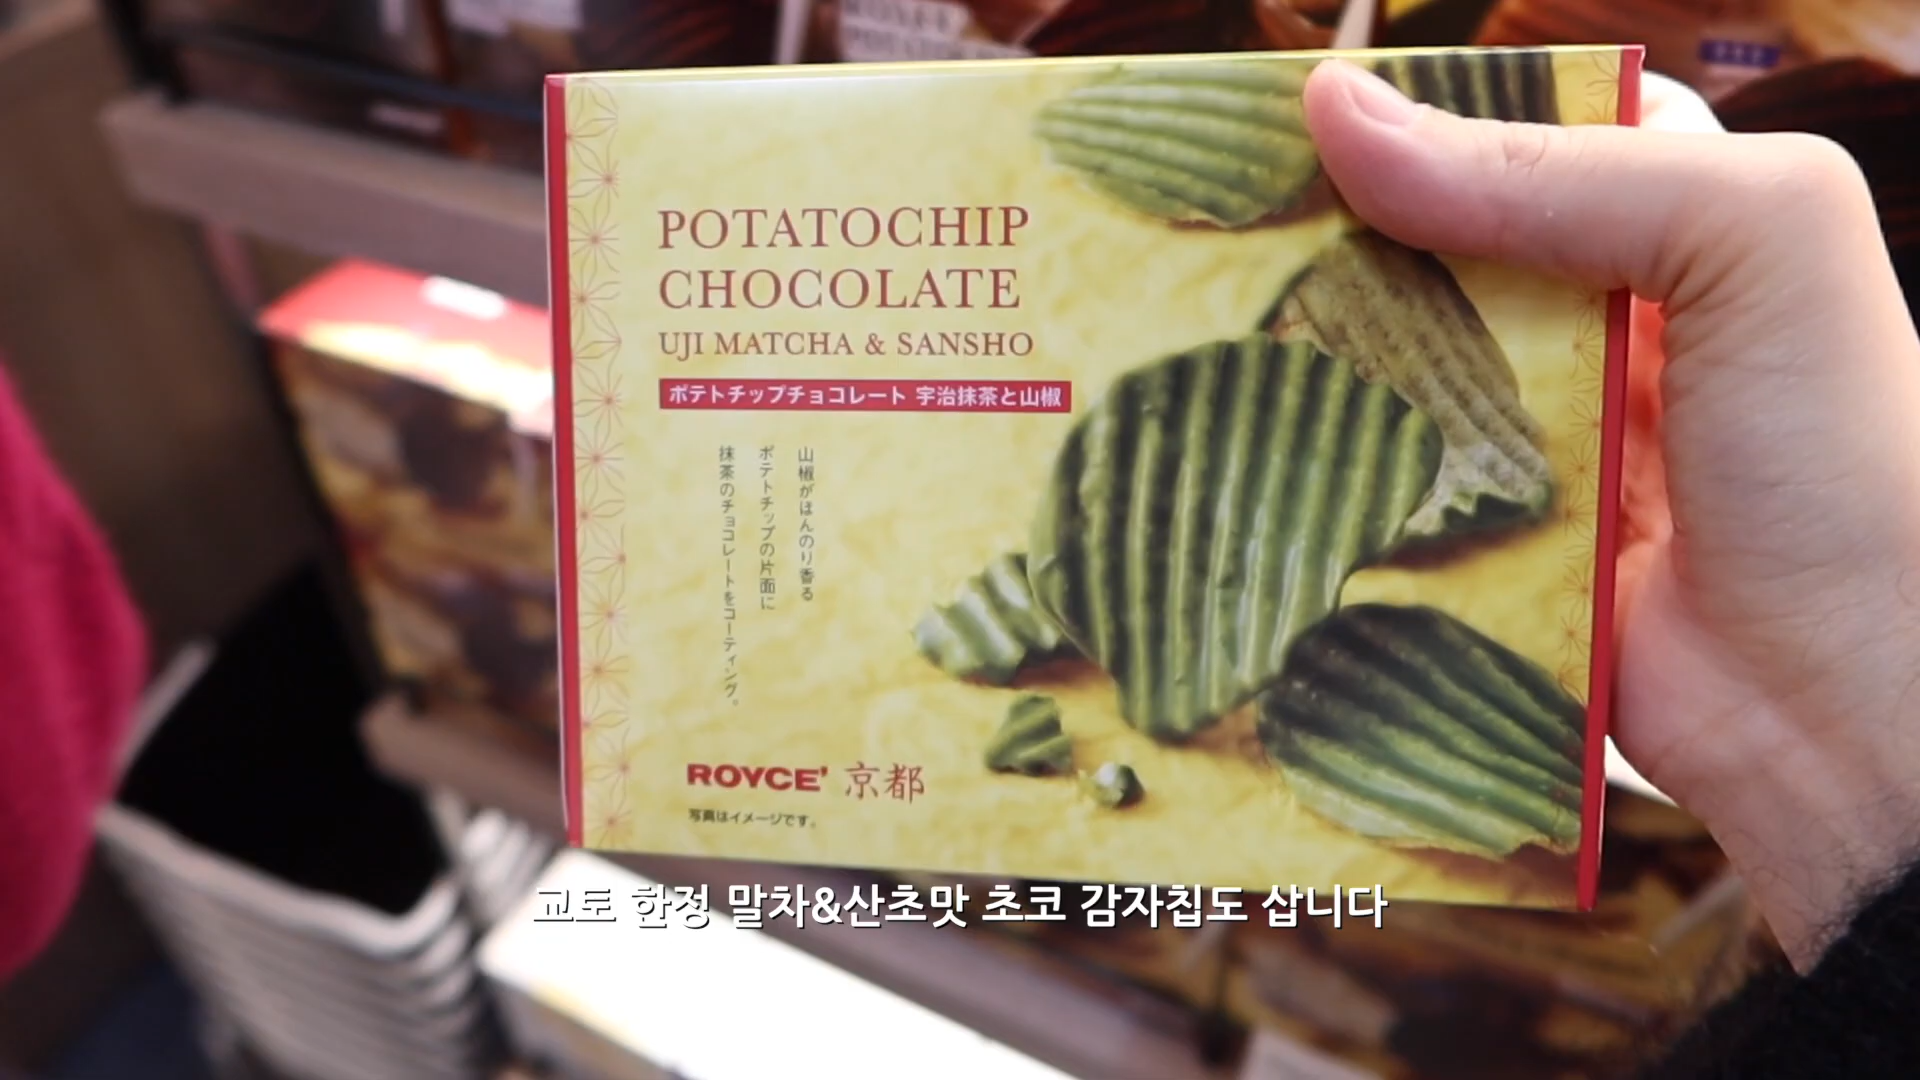 POTATOCHIP
CHOCOLATE
UJI MATCHA & SANSHO
ポテトチップチョコレート 宇治抹茶と山椒
山椒がほんのり香る
ポテトチップの片面に
抹茶のチョコレートをコーティング。
ROYCE' 京都
写真はイメージです。
교토 한정 말차&산초맛 초코 감자칩도 삽니다